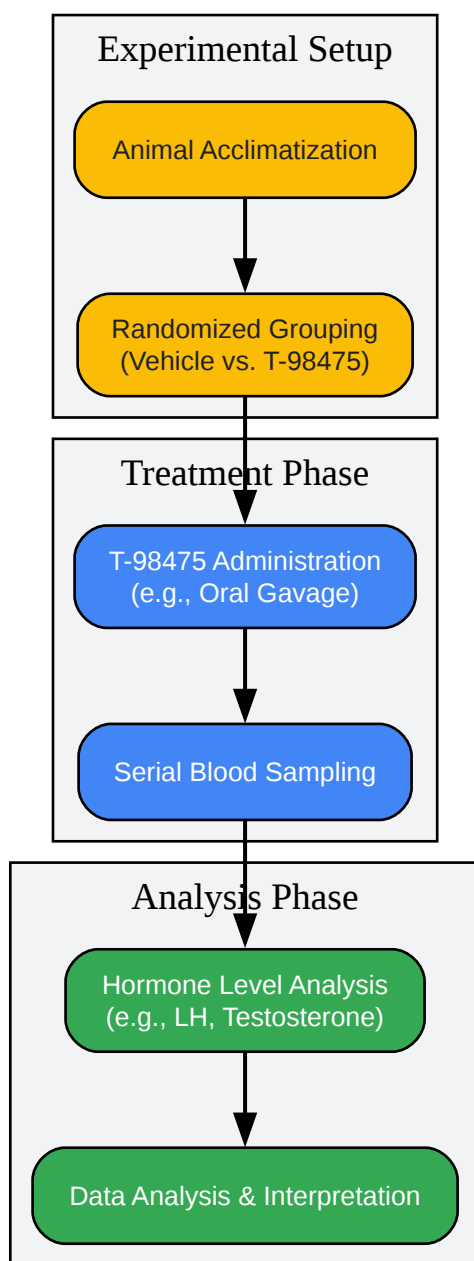 Experimental Setup
Animal Acclimatization
Randomized Grouping
(Vehicle vs. T-98475)
Treatment Phase
T-98475 Administration
(e.g., Oral Gavage)
Serial Blood Sampling
Analysis Phase
Hormone Level Analysis
(e.g., LH, Testosterone)
Data Analysis & Interpretation